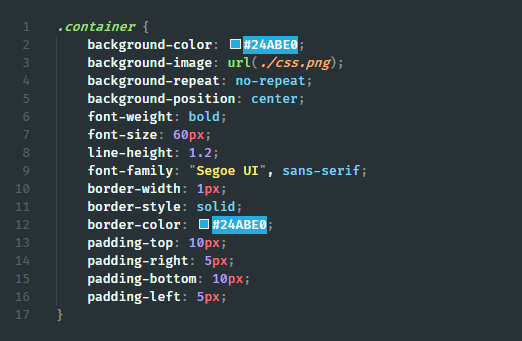 1 .container {
2 background-color: #24ABE0;
3 background-image: url(./css.png);
4 background-repeat: no-repeat;
5 background-position: center;
6 font-weight: bold;
7 font-size: 60px;
8 line-height: 1.2;
9 font-family: "Segoe UI", sans-serif;
10 border-width: 1px;
11 border-style: solid;
12 border-color: #24ABE0;
13 padding-top: 10px;
14 padding-right: 5px;
15 padding-bottom: 10px;
16 padding-left: 5px;
17 }